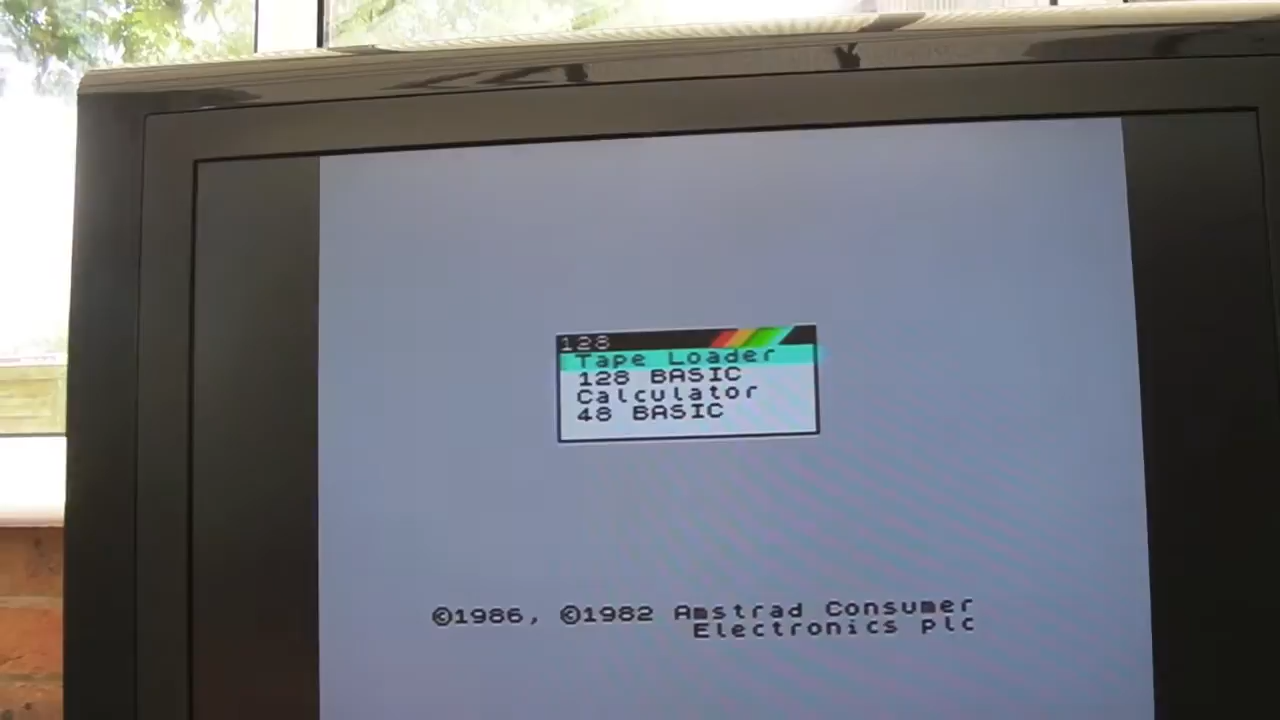 128
Tape Loader
128 BASIC
Calculator
48 BASIC
©1986, ©1982 Amstrad Consumer
Electronics plc